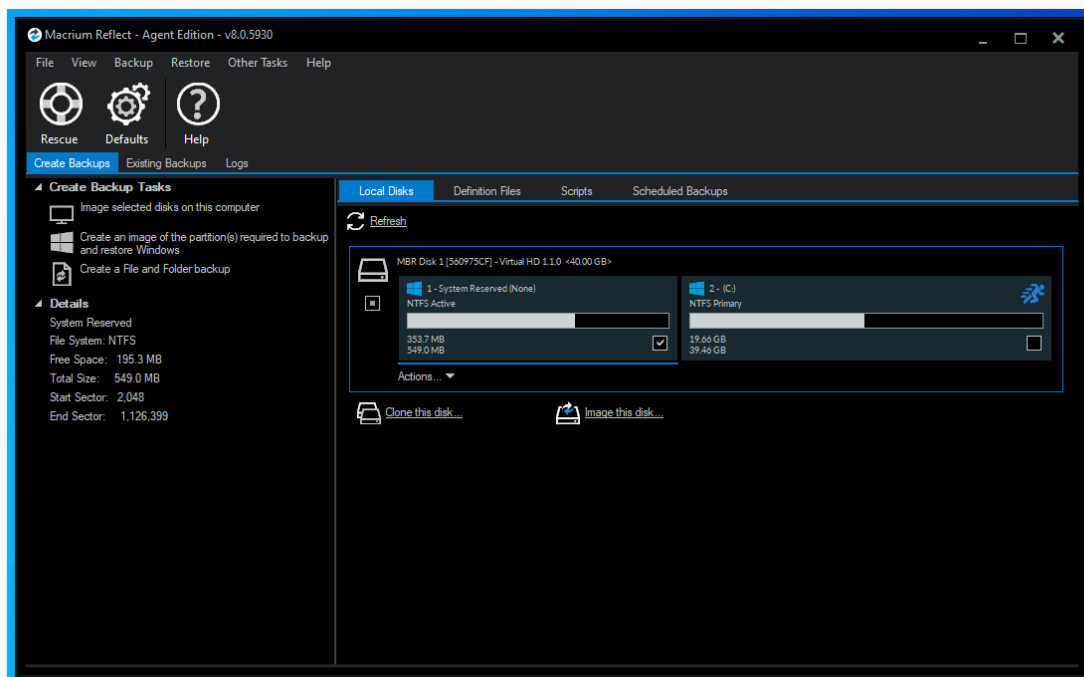 Macrium Reflect - Agent Edition - v8.0.5930
File View Backup Restore Other Tasks Help
Rescue Defaults Help
Create Backups Existing Backups Logs
Create Backup Tasks
Image selected disks on this computer
Create an image of the partition(s) required to backup
and restore Windows
Create a File and Folder backup
Details
System Reserved
File System: NTFS
Free Space: 195.3 MB
Total Size: 549.0 MB
Start Sector: 2,048
End Sector: 1,126,399
Local Disks Definition Files Scripts Scheduled Backups
Refresh
MBR Disk 1 [560975CF] - Virtual HD 1.1.0 <40.00 GB>
1 - System Reserved (None)
NTFS Active
353.7 MB
549.0 MB
2 - (C:)
NTFS Primary
19.66 GB
39.46 GB
Actions...
Clone this disk... Image this disk...